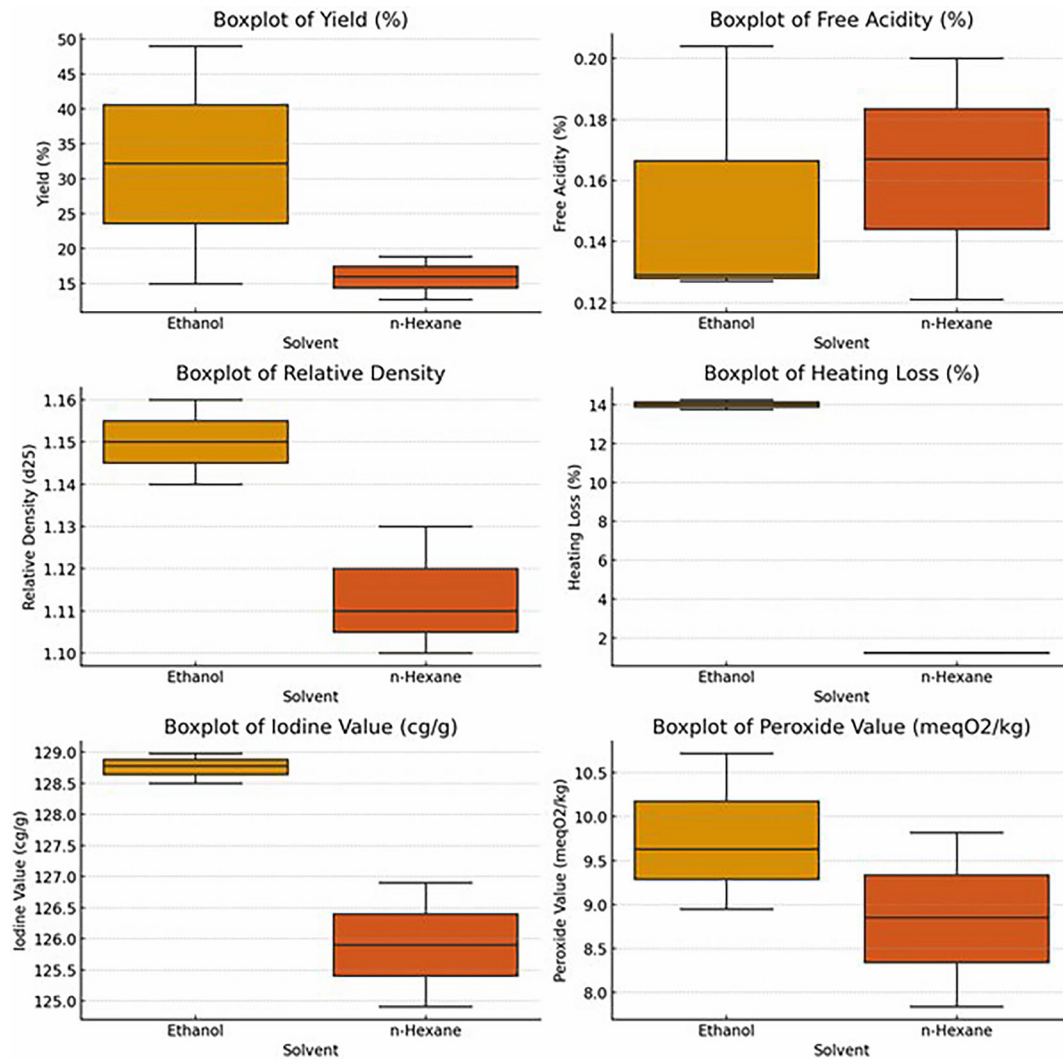 Boxplot of Yield (%)
Yield (%)
50
45
40
35
30
25
20
15
Ethanol
n-Hexane
Solvent
Boxplot of Free Acidity (%)
Free Acidity (%)
0.20
0.18
0.16
0.14
0.12
Ethanol
n-Hexane
Solvent
Boxplot of Relative Density
Relative Density (d25)
1.16
1.15
1.14
1.13
1.12
1.11
1.10
Ethanol
n-Hexane
Solvent
Boxplot of Heating Loss (%)
Heating Loss (%)
14
12
10
8
6
4
2
Ethanol
n-Hexane
Solvent
Boxplot of Iodine Value (cg/g)
Iodine Value (cg/g)
129.0
128.5
128.0
127.5
127.0
126.5
126.0
125.5
125.0
Ethanol
n-Hexane
Solvent
Boxplot of Peroxide Value (meqO2/kg)
Peroxide Value (meqO2/kg)
10.5
10.0
9.5
9.0
8.5
8.0
Ethanol
n-Hexane
Solvent